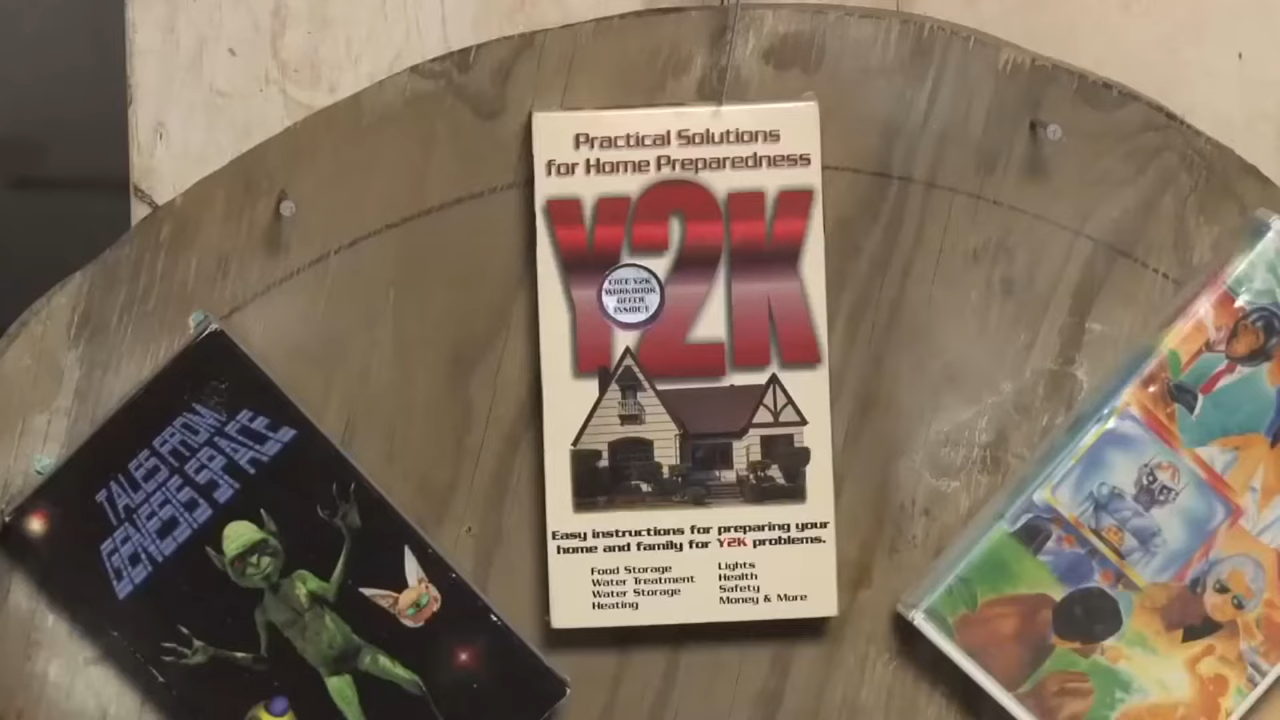 Practical Solutions
for Home Preparedness
Y2K
FREE Y2K
WORKBOOK
OFFER
INSIDE!
Easy instructions for preparing your
home and family for Y2K problems.
Food Storage
Water Treatment
Water Storage
Heating
Lights
Health
Safety
Money & More
TALES FROM
GENESIS SPACE